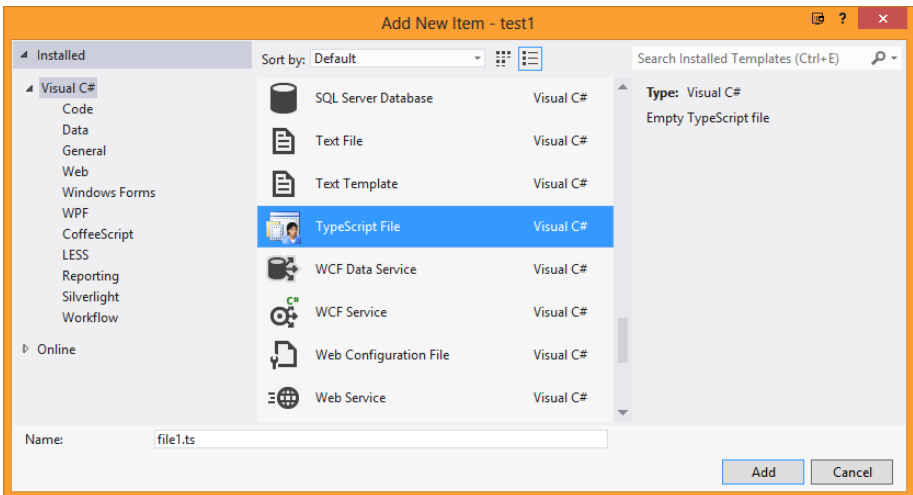 Add New Item - test1
Installed
Sort by: Default
Search Installed Templates (Ctrl+E)
Visual C#
Code
Data
General
Web
Windows Forms
WPF
CoffeeScript
LESS
Reporting
Silverlight
Workflow
Online
SQL Server Database Visual C#
Text File Visual C#
Text Template Visual C#
TypeScript File Visual C#
WCF Data Service Visual C#
C#
WCF Service Visual C#
Web Configuration File Visual C#
Web Service Visual C#
Type: Visual C#
Empty TypeScript file
Name: file1.ts
Add Cancel